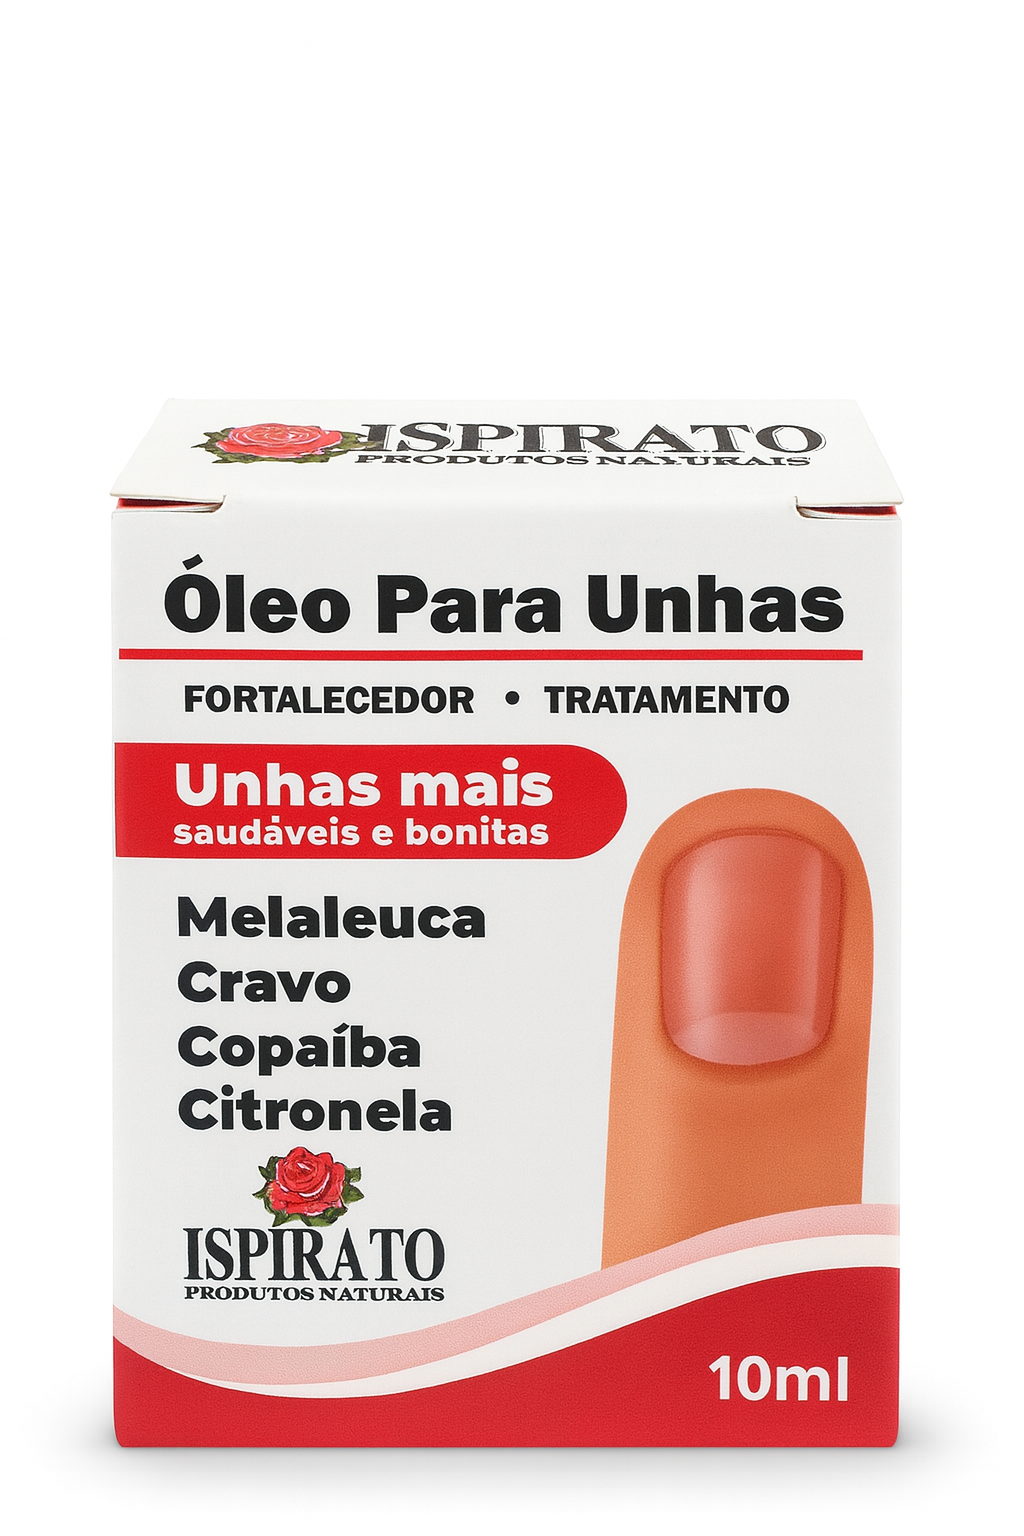 ISPIRATO
PRODUTOS NATURAIS
Óleo Para Unhas
FORTALECEDOR • TRATAMENTO
Unhas mais
saudáveis e bonitas
Melaleuca
Cravo
Copaíba
Citronela
ISPIRATO
PRODUTOS NATURAIS
10ml